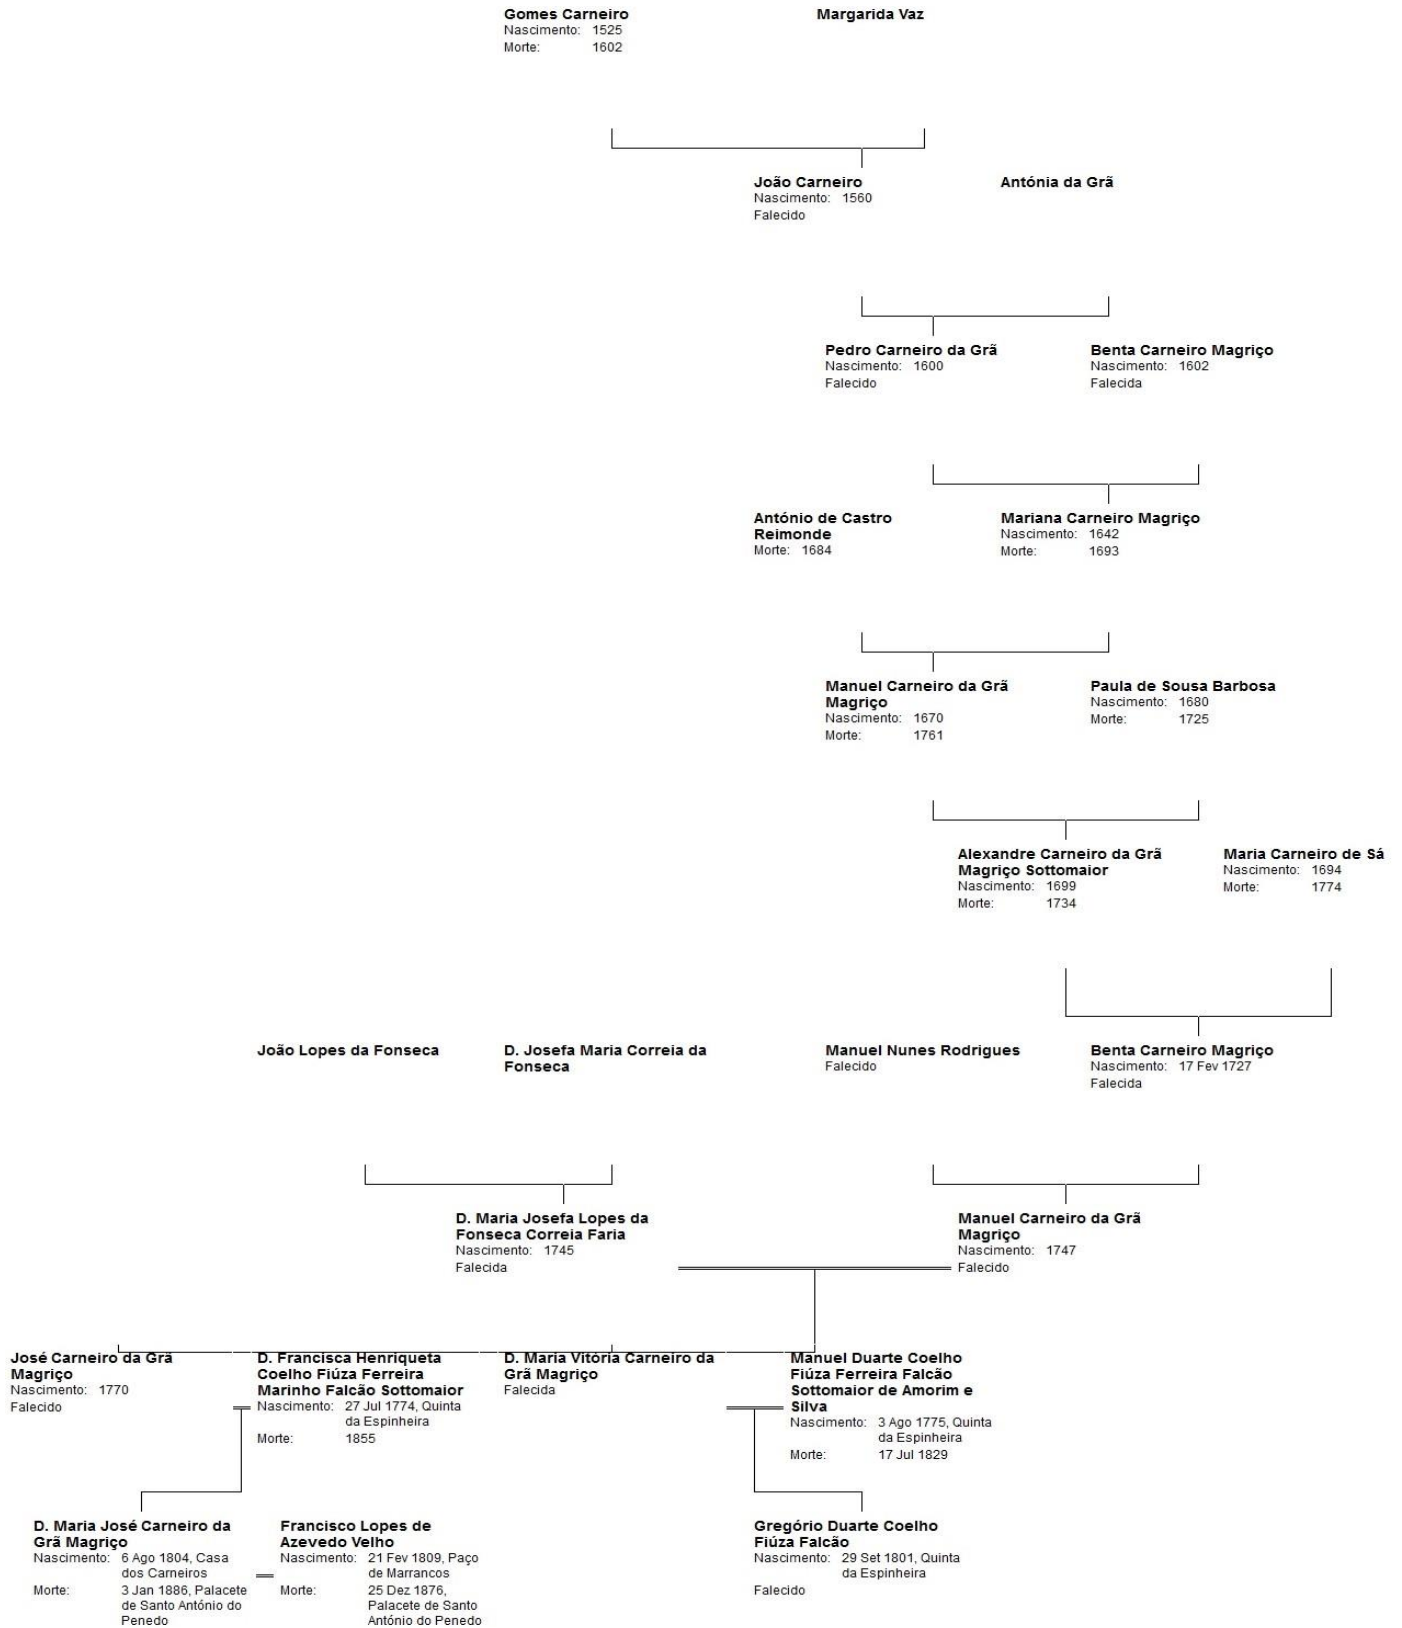 Gomes Carneiro
Nascimento: 1525
Morte: 1602
Margarida Vaz
João Carneiro
Nascimento: 1560
Falecido
Antónia da Grã
Pedro Carneiro da Grã
Nascimento: 1600
Falecido
Benta Carneiro Magriço
Nascimento: 1602
Falecida
António de Castro
Reimonde
Morte: 1684
Mariana Carneiro Magriço
Nascimento: 1642
Morte: 1693
Manuel Carneiro da Grã
Magriço
Nascimento: 1670
Morte: 1761
Paula de Sousa Barbosa
Nascimento: 1680
Morte: 1725
Alexandre Carneiro da Grã
Magriço Sottomaior
Nascimento: 1699
Morte: 1734
Maria Carneiro de Sá
Nascimento: 1694
Morte: 1774
João Lopes da Fonseca
D. Josefa Maria Correia da
Fonseca
Manuel Nunes Rodrigues
Falecido
Benta Carneiro Magriço
Nascimento: 17 Fev 1727
Falecida
D. Maria Josefa Lopes da
Fonseca Correia Faria
Nascimento: 1745
Falecida
Manuel Carneiro da Grã
Magriço
Nascimento: 1747
Falecido
José Carneiro da Grã
Magriço
Nascimento: 1770
Falecido
D. Francisca Henriqueta
Coelho Fiúza Ferreira
Marinho Falcão Sottomaior
Nascimento: 27 Jul 1774, Quinta
da Espinheira
Morte: 1855
D. Maria Vitória Carneiro da
Grã Magriço
Falecida
Manuel Duarte Coelho
Fiúza Ferreira Falcão
Sottomaior de Amorim e
Silva
Nascimento: 3 Ago 1775, Quinta
da Espinheira
Morte: 17 Jul 1829
D. Maria José Carneiro da
Grã Magriço
Nascimento: 6 Ago 1804, Casa
dos Carneiros
Morte: 3 Jan 1886, Palacete
de Santo António do
Penedo
Francisco Lopes de
Azevedo Velho
Nascimento: 21 Fev 1809, Paço
de Marrancos
Morte: 25 Dez 1876,
Palacete de Santo
António do Penedo
Gregório Duarte Coelho
Fiúza Falcão
Nascimento: 29 Set 1801, Quinta
da Espinheira
Falecido